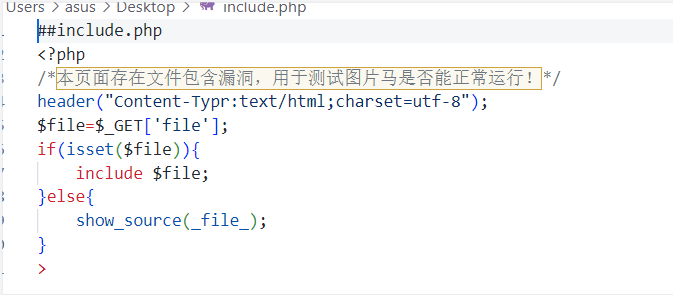 Users > asus > Desktop > include.php
##include.php
<?php
/*本页面存在文件包含漏洞，用于测试图片马是否能正常运行！*/
header("Content-Typr:text/html;charset=utf-8");
$file=$_GET['file'];
if(isset($file)){
include $file;
}else{
show_source(_file_);
}
>